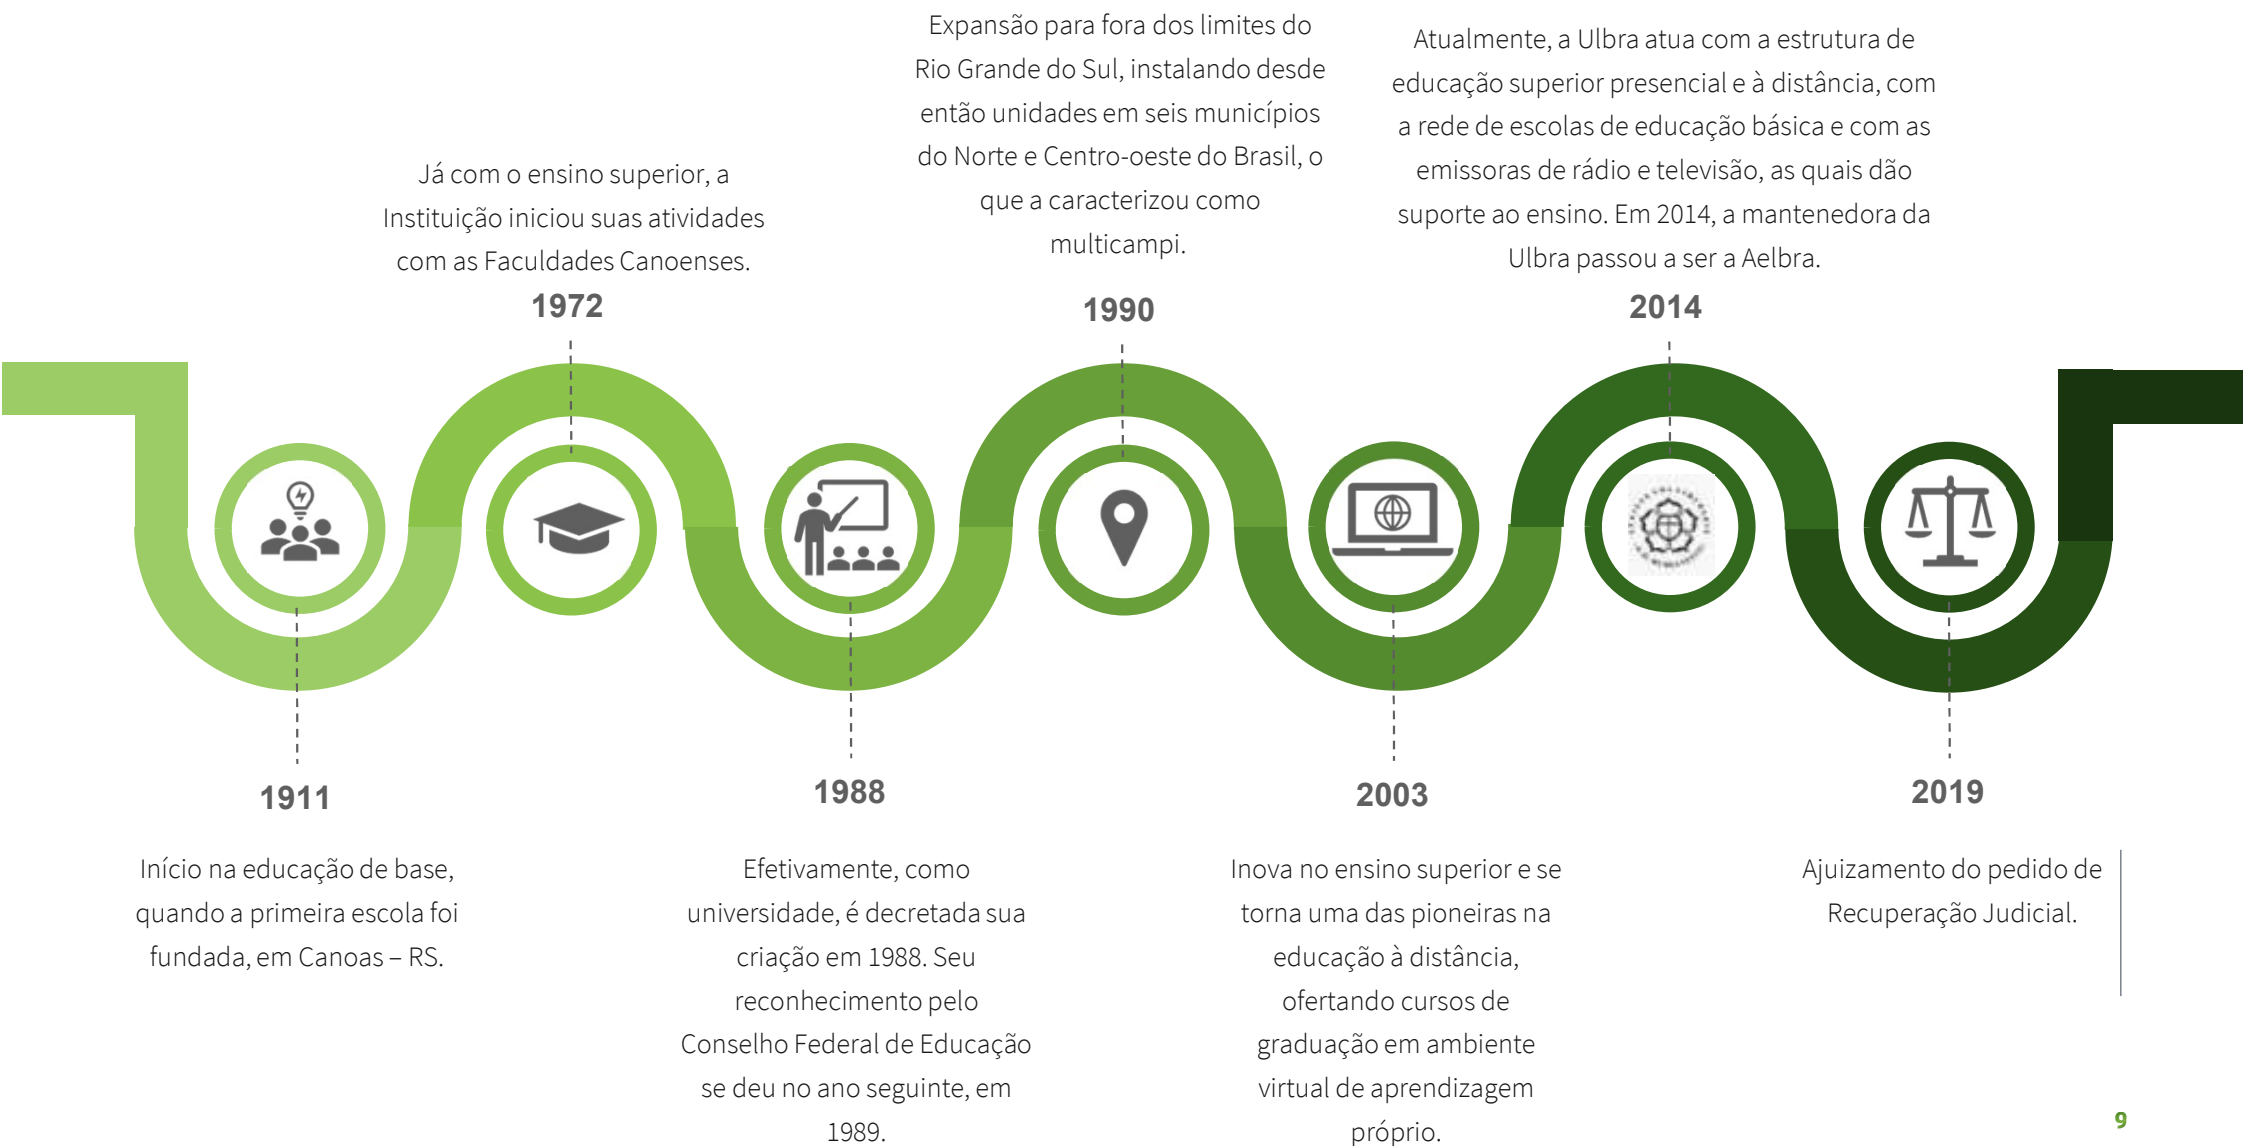 Já com o ensino superior, a
Instituição iniciou suas atividades
com as Faculdades Canoenses.
1972
Expansão para fora dos limites do
Rio Grande do Sul, instalando desde
então unidades em seis municípios
do Norte e Centro-oeste do Brasil, o
que a caracterizou como
multicampi.
1990
Atualmente, a Ulbra atua com a estrutura de
educação superior presencial e à distância, com
a rede de escolas de educação básica e com as
emissoras de rádio e televisão, as quais dão
suporte ao ensino. Em 2014, a mantenedora da
Ulbra passou a ser a Aelbra.
2014
1911
Início na educação de base,
quando a primeira escola foi
fundada, em Canoas – RS.
1988
Efetivamente, como
universidade, é decretada sua
criação em 1988. Seu
reconhecimento pelo
Conselho Federal de Educação
se deu no ano seguinte, em
1989.
2003
Inova no ensino superior e se
torna uma das pioneiras na
educação à distância,
ofertando cursos de
graduação em ambiente
virtual de aprendizagem
próprio.
2019
Ajuizamento do pedido de
Recuperação Judicial.
9